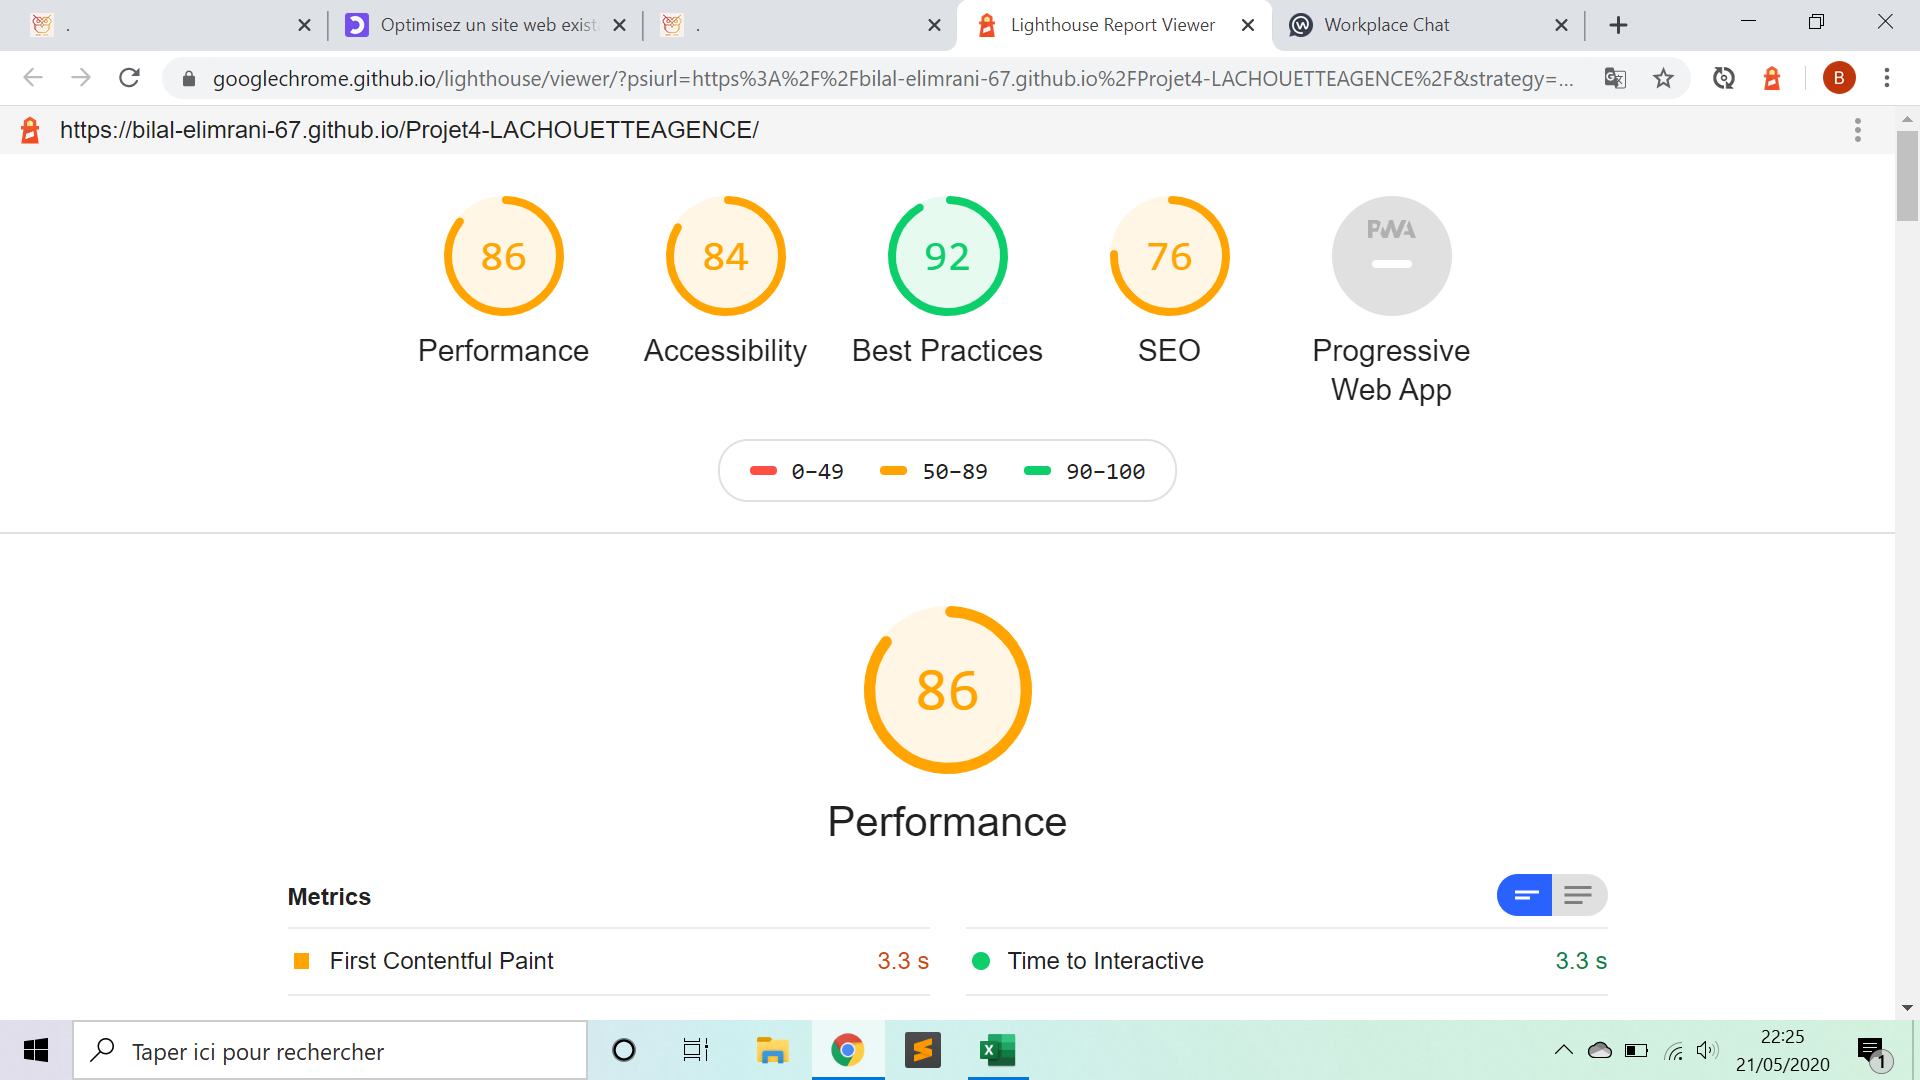 .
Optimisez un site web exist
.
Lighthouse Report Viewer
Workplace Chat
googlechrome.github.io/lighthouse/viewer/?psiurl=https%3A%2F%2Fbilal-elimrani-67.github.io%2FProjet4-LACHOUETTEAGENCE%2F&strategy=...
B
https://bilal-elimrani-67.github.io/Projet4-LACHOUETTEAGENCE/
86
84
92
76
PWA
Performance
Accessibility
Best Practices
SEO
Progressive
Web App
0–49
50–89
90–100
86
Performance
Metrics
First Contentful Paint
3.3 s
Time to Interactive
3.3 s
Taper ici pour rechercher
22:25
21/05/2020
1